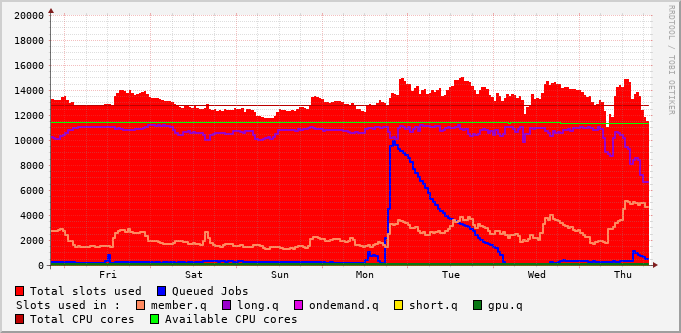 20000
18000
16000
14000
12000
10000
8000
6000
4000
2000
0
Fri Sat Sun Mon Tue Wed Thu
RRDTOOL / TOBI OETIKER
Total slots used Queued Jobs
Slots used in : member.q long.q ondemand.q short.q gpu.q
Total CPU cores Available CPU cores